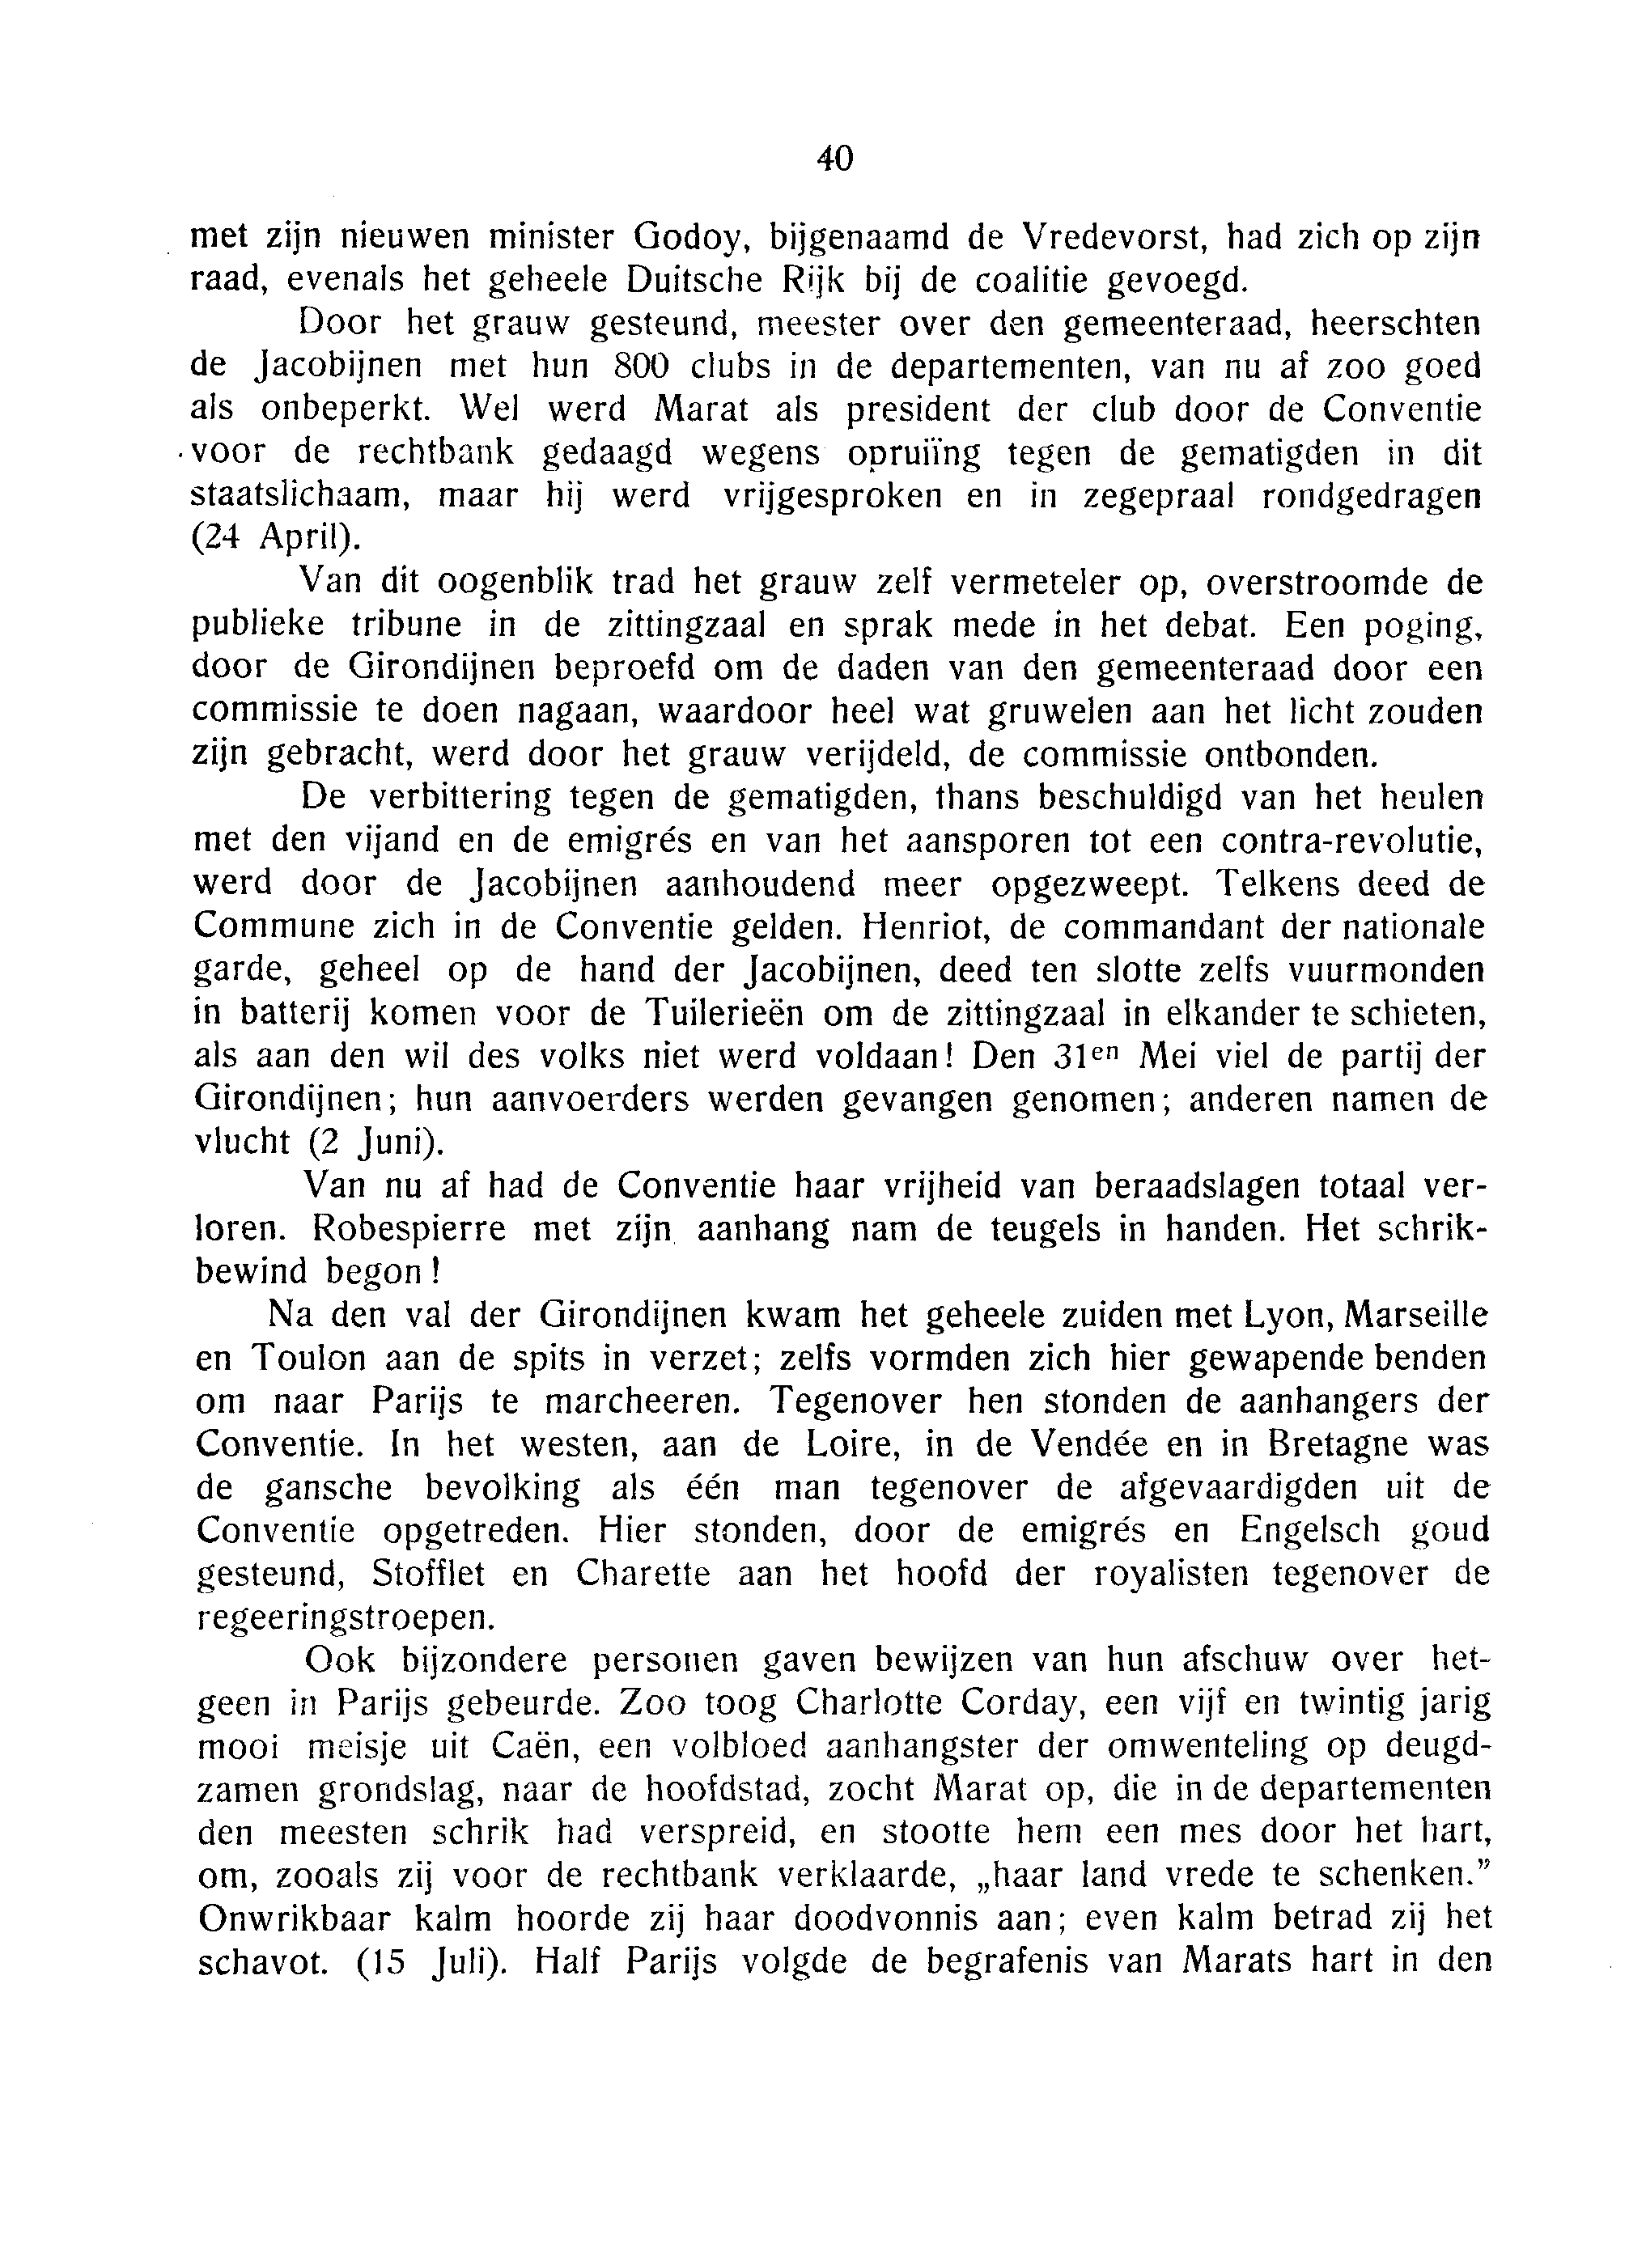 40
met zijn nieuwen minister Godoy, bijgenaamd de Vredevorst, had zich op zijn
raad, evenals het geheele Duitsche Rijk bij de coalitie gevoegd.
Door het grauw gesteund, meester over den gemeenteraad, heerschten
de Jacobijnen met hun 800 clubs in de departementen, van nu af zoo goed
als onbeperkt. Wel werd Marat als president der club door de Conventie
voor de rechtbank gedaagd wegens opruiïng tegen de gematigden in dit
staatslichaam, maar hij werd vrijgesproken en in zegepraal rondgedragen
(24 April).
Van dit oogenblik trad het grauw zelf vermeteler op, overstroomde de
publieke tribune in de zittingzaal en sprak mede in het debat. Een poging,
door de Girondijnen beproefd om de daden van den gemeenteraad door een
commissie te doen nagaan, waardoor heel wat gruwelen aan het licht zouden
zijn gebracht, werd door het grauw verijdeld, de commissie ontbonden.
De verbittering tegen de gematigden, thans beschuldigd van het heulen
met den vijand en de emigrés en van het aansporen tot een contra-revolutie,
werd door de Jacobijnen aanhoudend meer opgezweept. Telkens deed de
Commune zich in de Conventie gelden. Henriot, de commandant der nationale
garde, geheel op de hand der Jacobijnen, deed ten slotte zelfs vuurmonden
in batterij komen voor de Tuilerieën om de zittingzaal in elkander te schieten,
als aan den wil des volks niet werd voldaan! Den 31en Mei viel de partij der
Girondijnen; hun aanvoerders werden gevangen genomen; anderen namen de
vlucht (2 Juni).
Van nu af had de Conventie haar vrijheid van beraadslagen totaal ver-
loren. Robespierre met zijn aanhang nam de teugels in handen. Het schrik-
bewind begon!
Na den val der Girondijnen kwam het geheele zuiden met Lyon, Marseille
en Toulon aan de spits in verzet; zelfs vormden zich hier gewapende benden
om naar Parijs te marcheeren. Tegenover hen stonden de aanhangers der
Conventie. In het westen, aan de Loire, in de Vendée en in Bretagne was
de gansche bevolking als één man tegenover de afgevaardigden uit de
Conventie opgetreden. Hier stonden, door de emigrés en Engelsch goud
gesteund, Stofflet en Charette aan het hoofd der royalisten tegenover de
regeeringstroepen.
Ook bijzondere personen gaven bewijzen van hun afschuw over het-
geen in Parijs gebeurde. Zoo toog Charlotte Corday, een vijf en twintig jarig
mooi meisje uit Caën, een volbloed aanhangster der omwenteling op deugd-
zamen grondslag, naar de hoofdstad, zocht Marat op, die in de departementen
den meesten schrik had verspreid, en stootte hem een mes door het hart,
om, zooals zij voor de rechtbank verklaarde, „haar land vrede te schenken.”
Onwrikbaar kalm hoorde zij haar doodvonnis aan; even kalm betrad zij het
schavot. (15 Juli). Half Parijs volgde de begrafenis van Marats hart in den